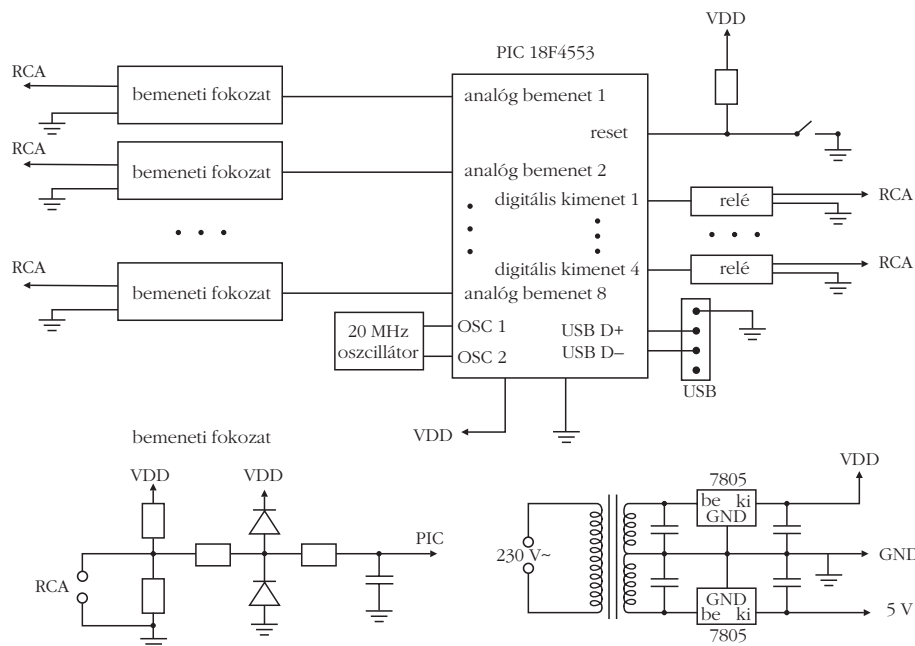 VDD
PIC 18F4553
RCA
bemeneti fokozat
analóg bemenet 1
reset
RCA
bemeneti fokozat
analóg bemenet 2
digitális kimenet 1
relé
RCA
RCA
bemeneti fokozat
digitális kimenet 4
relé
RCA
analóg bemenet 8
20 MHz
oszcillátor
OSC 1
OSC 2
USB D+
USB D–
USB
VDD
bemeneti fokozat
VDD
VDD
PIC
RCA
230 V~
7805
be ki
GND
VDD
GND
GND
be ki
7805
5 V